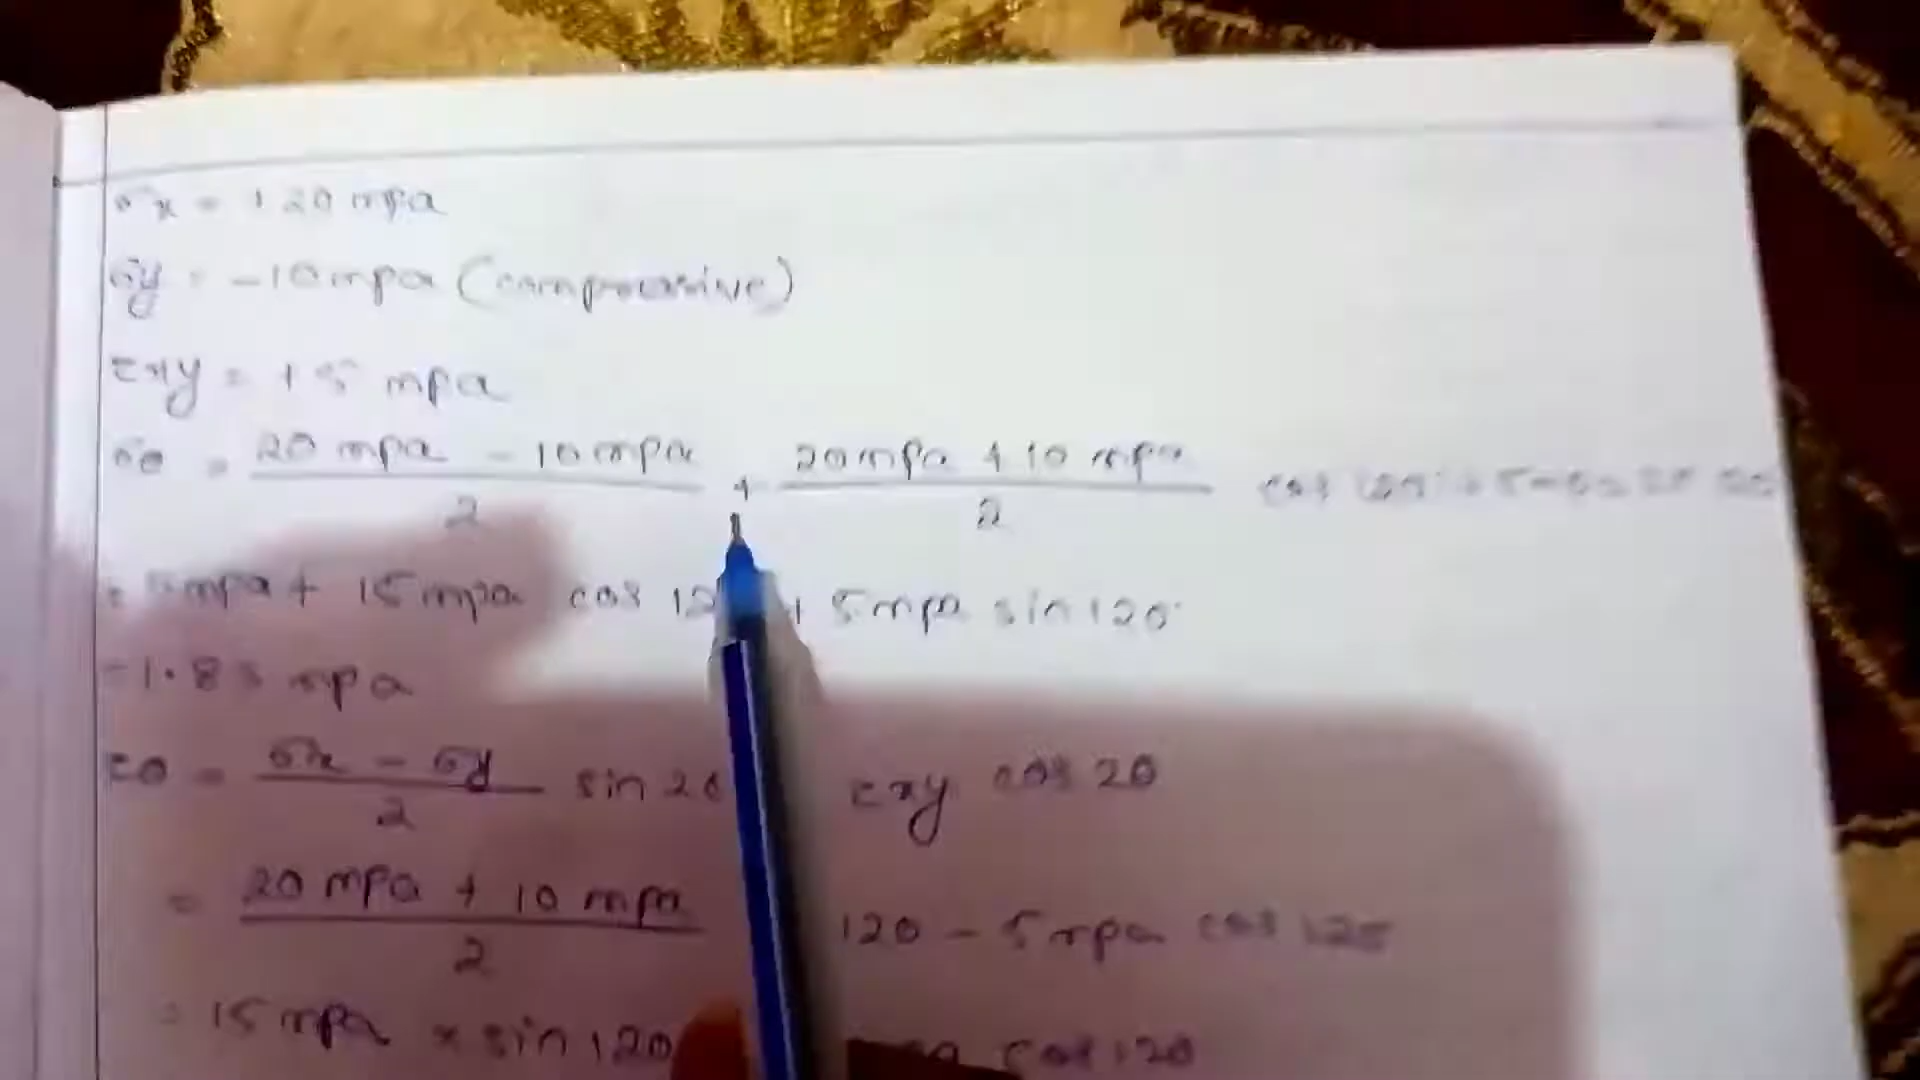 σx = +20 mpa
σy = -10 mpa (compressive)
τxy = +5 mpa
σθ = (20 mpa - 10 mpa)/2 + (20 mpa + 10 mpa)/2 cos 120
= 5 mpa + 15 mpa cos 12 + 5 mpa sin 120°
= 1.83 mpa
τθ = (σx - σy)/2 sin 2θ τxy cos 2θ
= (20 mpa + 10 mpa)/2 120 - 5 mpa cos 120
= 15 mpa × sin 120 cos 120